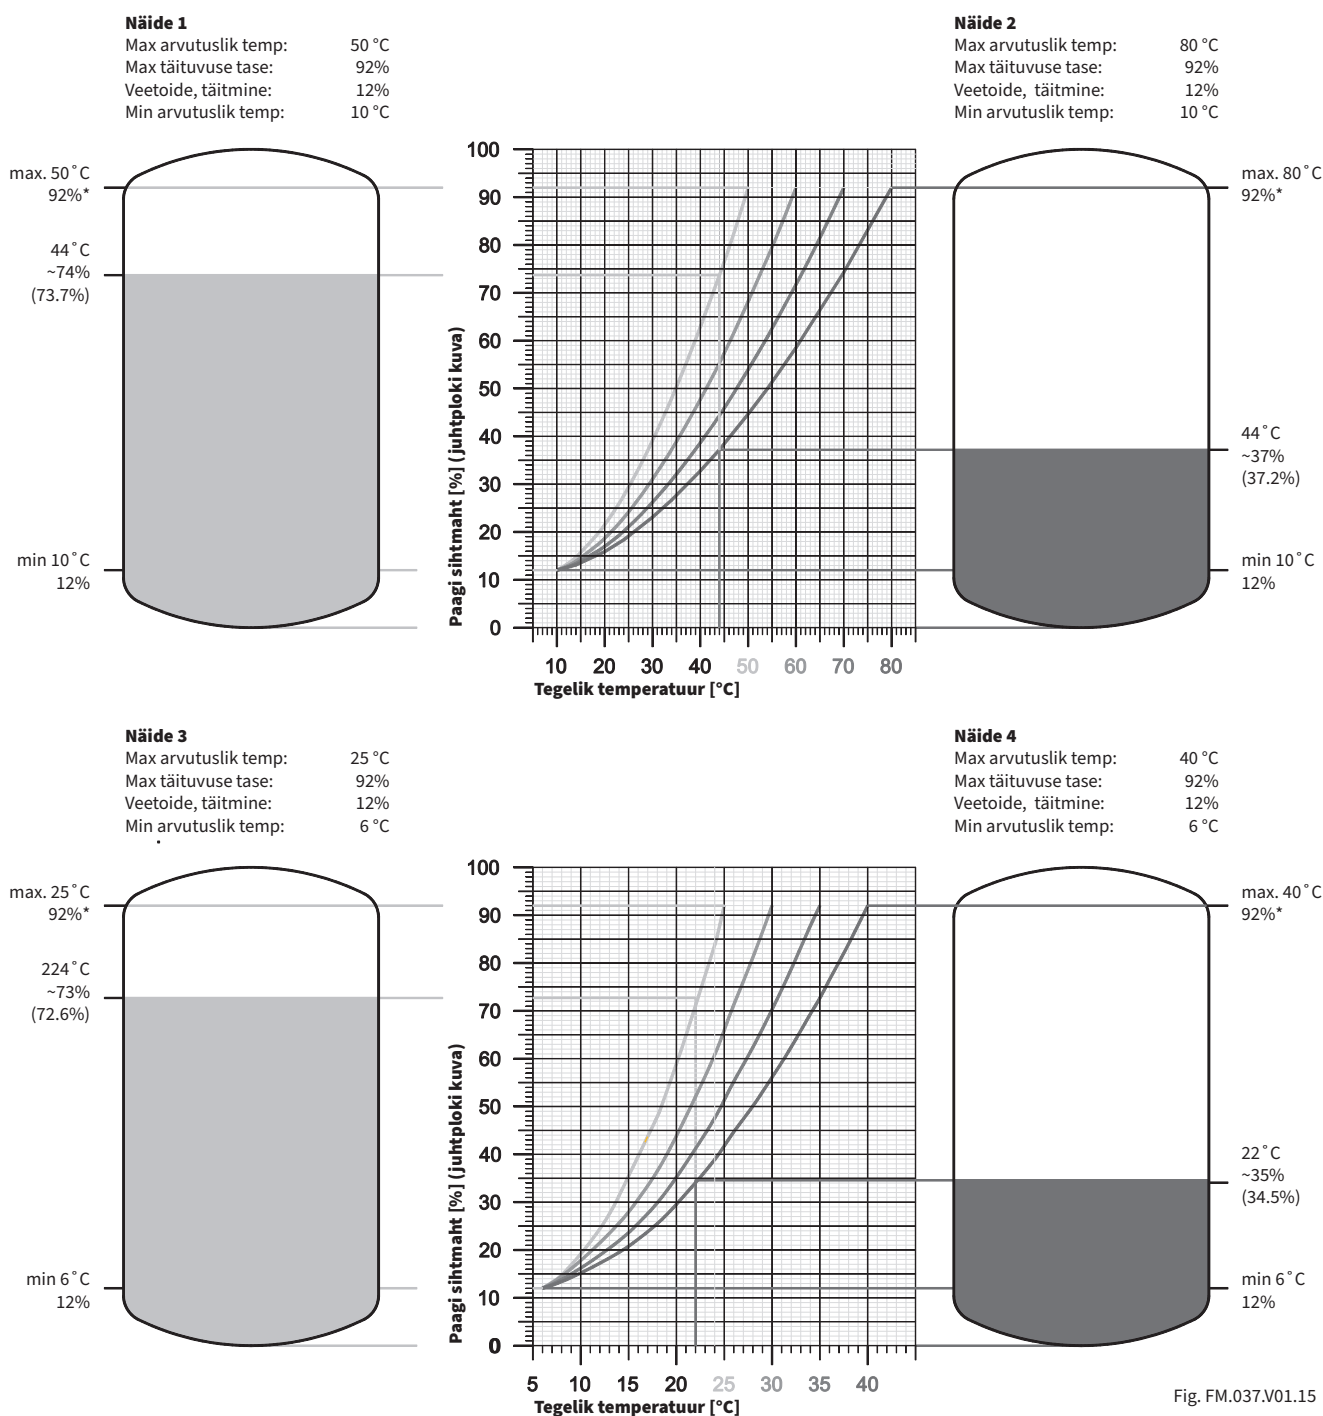 Näide 1
Max arvutuslik temp: 50 °C
Max täituvuse tase: 92%
Veetoide, täitmine: 12%
Min arvutuslik temp: 10 °C
Näide 2
Max arvutuslik temp: 80 °C
Max täituvuse tase: 92%
Veetoide, täitmine: 12%
Min arvutuslik temp: 10 °C
max. 50˚C
92%*
44˚C
~74%
(73.7%)
min 10˚C
12%
Paagi sihtmaht [%] (juhtploki kuva)
100
90
80
70
60
50
40
30
20
10
0
10 20 30 40 50 60 70 80
Tegelik temperatuur [°C]
max. 80˚C
92%*
44˚C
~37%
(37.2%)
min 10˚C
12%
Näide 3
Max arvutuslik temp: 25 °C
Max täituvuse tase: 92%
Veetoide, täitmine: 12%
Min arvutuslik temp: 6 °C
Näide 4
Max arvutuslik temp: 40 °C
Max täituvuse tase: 92%
Veetoide, täitmine: 12%
Min arvutuslik temp: 6 °C
max. 25˚C
92%*
224˚C
~73%
(72.6%)
min 6˚C
12%
Paagi sihtmaht [%] (juhtploki kuva)
100
90
80
70
60
50
40
30
20
10
0
5 10 15 20 25 30 35 40
Tegelik temperatuur [°C]
max. 40˚C
92%*
22˚C
~35%
(34.5%)
min 6˚C
12%
Fig. FM.037.V01.15